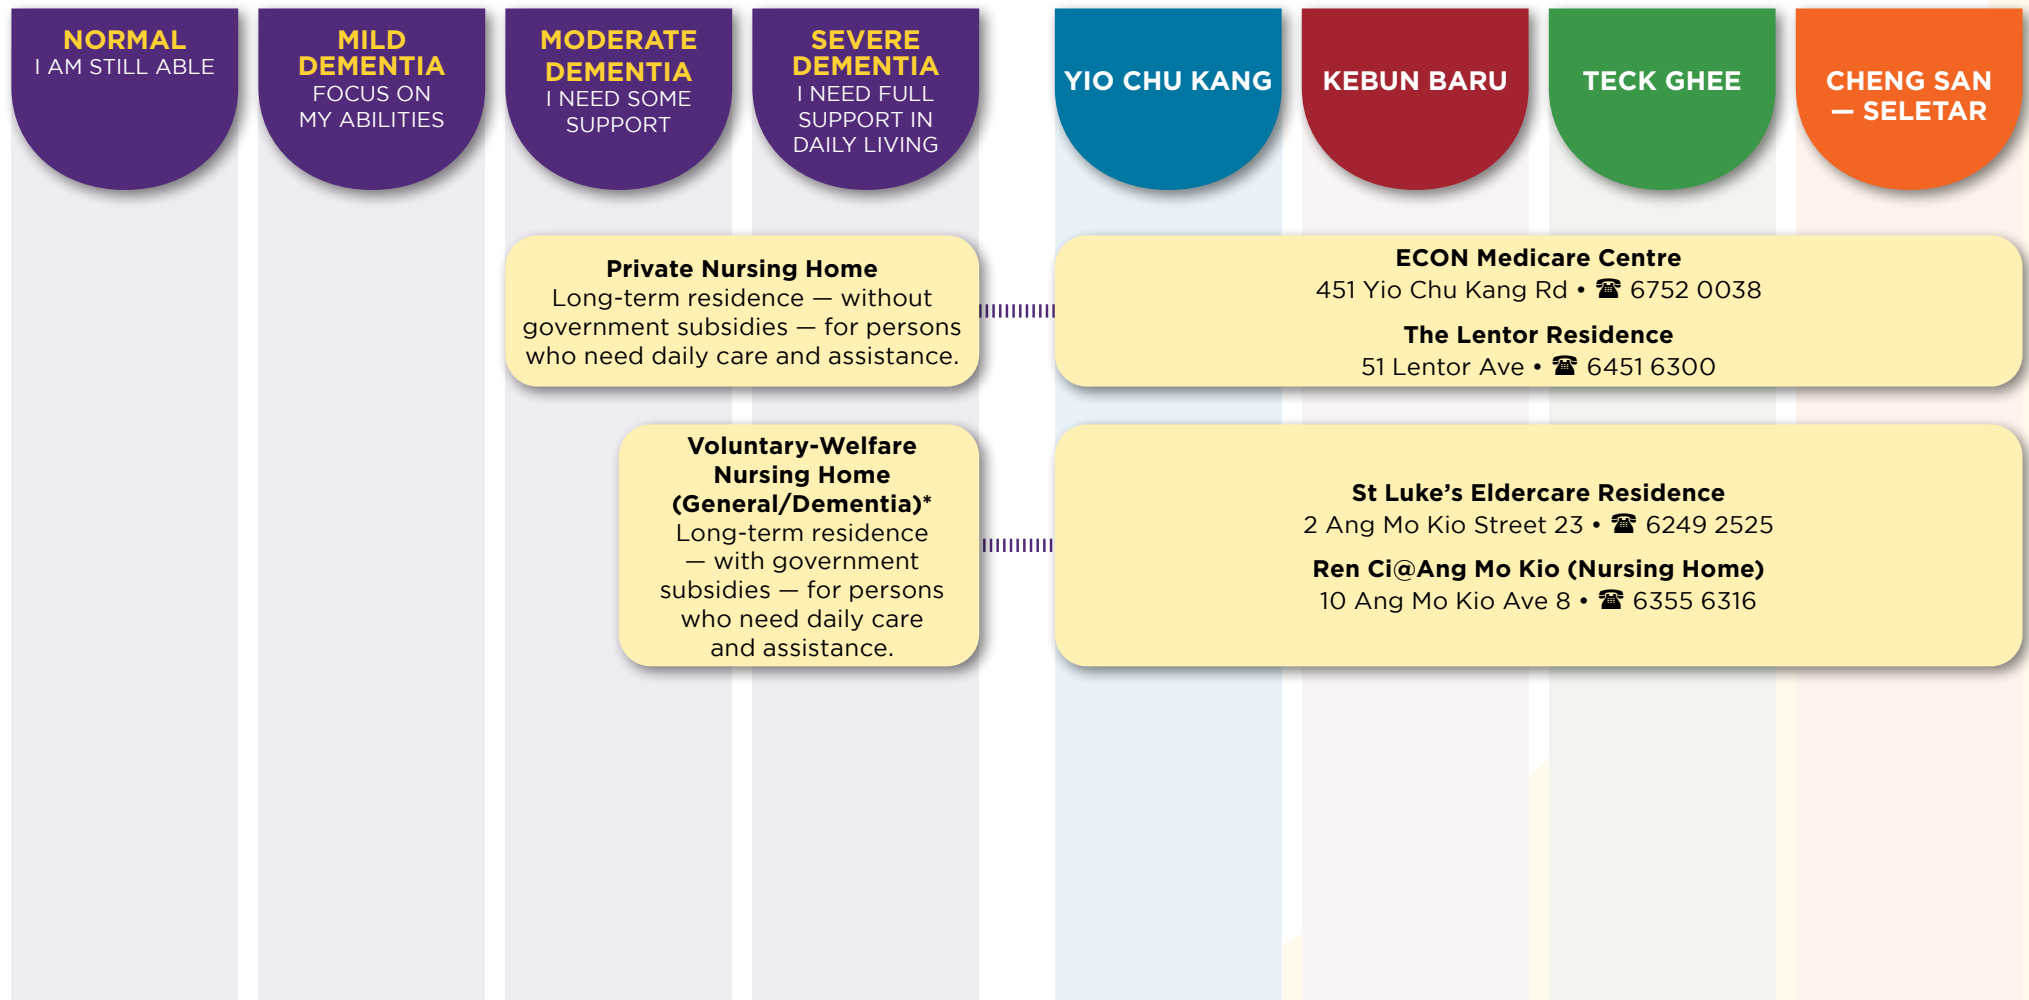 NORMAL
I AM STILL ABLE
MILD
DEMENTIA
FOCUS ON
MY ABILITIES
MODERATE
DEMENTIA
I NEED SOME
SUPPORT
SEVERE
DEMENTIA
I NEED FULL
SUPPORT IN
DAILY LIVING
YIO CHU KANG
KEBUN BARU
TECK GHEE
CHENG SAN
— SELETAR
Private Nursing Home
Long-term residence — without
government subsidies — for persons
who need daily care and assistance.
ECON Medicare Centre
451 Yio Chu Kang Rd • ☎ 6752 0038
The Lentor Residence
51 Lentor Ave • ☎ 6451 6300
Voluntary-Welfare
Nursing Home
(General/Dementia)*
Long-term residence
— with government
subsidies — for persons
who need daily care
and assistance.
St Luke’s Eldercare Residence
2 Ang Mo Kio Street 23 • ☎ 6249 2525
Ren Ci@Ang Mo Kio (Nursing Home)
10 Ang Mo Kio Ave 8 • ☎ 6355 6316